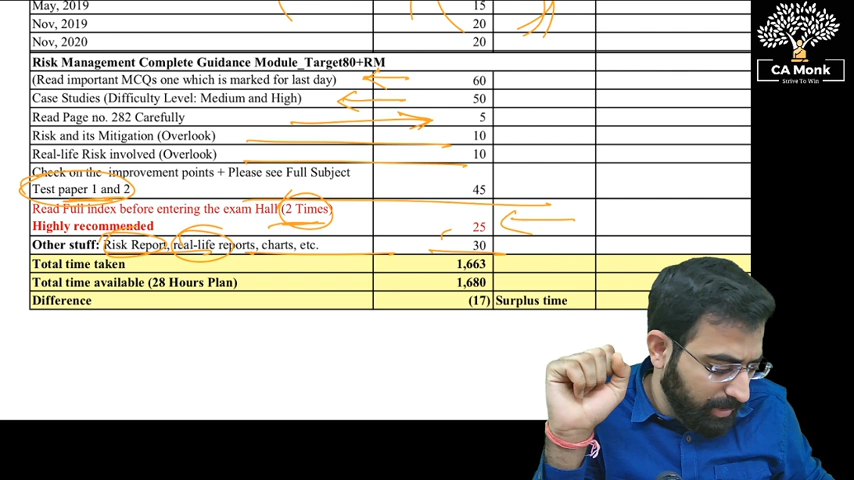 May, 2019 15
Nov, 2019 20
Nov, 2020 20
Risk Management Complete Guidance Module_Target80+RM
(Read important MCQs one which is marked for last day) 60
Case Studies (Difficulty Level: Medium and High) 50
Read Page no. 282 Carefully 5
Risk and its Mitigation (Overlook) 10
Real-life Risk involved (Overlook) 10
Check on the improvement points + Please see Full Subject
Test paper 1 and 2 45
Read Full index before entering the exam Hall (2 Times)
Highly recommended 25
Other stuff: Risk Report, real-life reports, charts, etc. 30
Total time taken 1,663
Total time available (28 Hours Plan) 1,680
Difference (17) Surplus time
CA Monk
Strive To Win